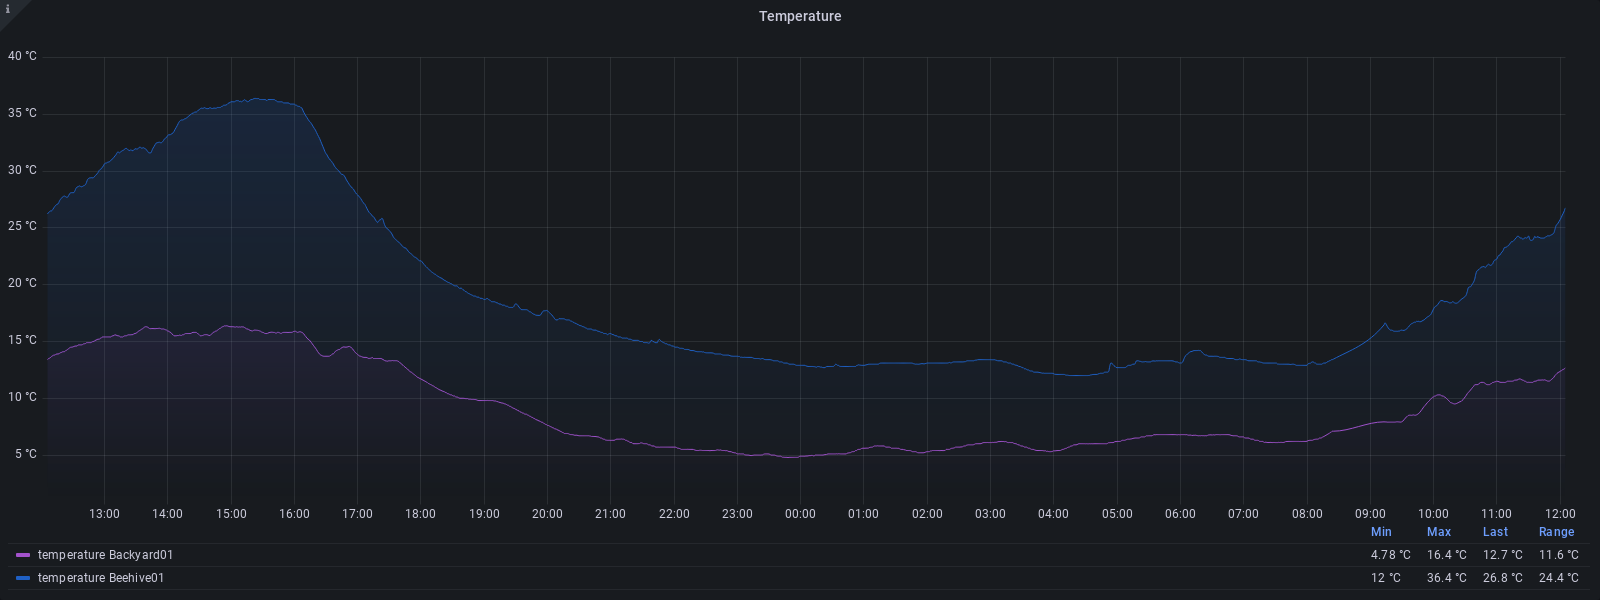 i
Temperature
40 °C
35 °C
30 °C
25 °C
20 °C
15 °C
10 °C
5 °C
13:00 14:00 15:00 16:00 17:00 18:00 19:00 20:00 21:00 22:00 23:00 00:00 01:00 02:00 03:00 04:00 05:00 06:00 07:00 08:00 09:00 10:00 11:00 12:00
Min Max Last Range
temperature Backyard01 4.78 °C 16.4 °C 12.7 °C 11.6 °C
temperature Beehive01 12 °C 36.4 °C 26.8 °C 24.4 °C